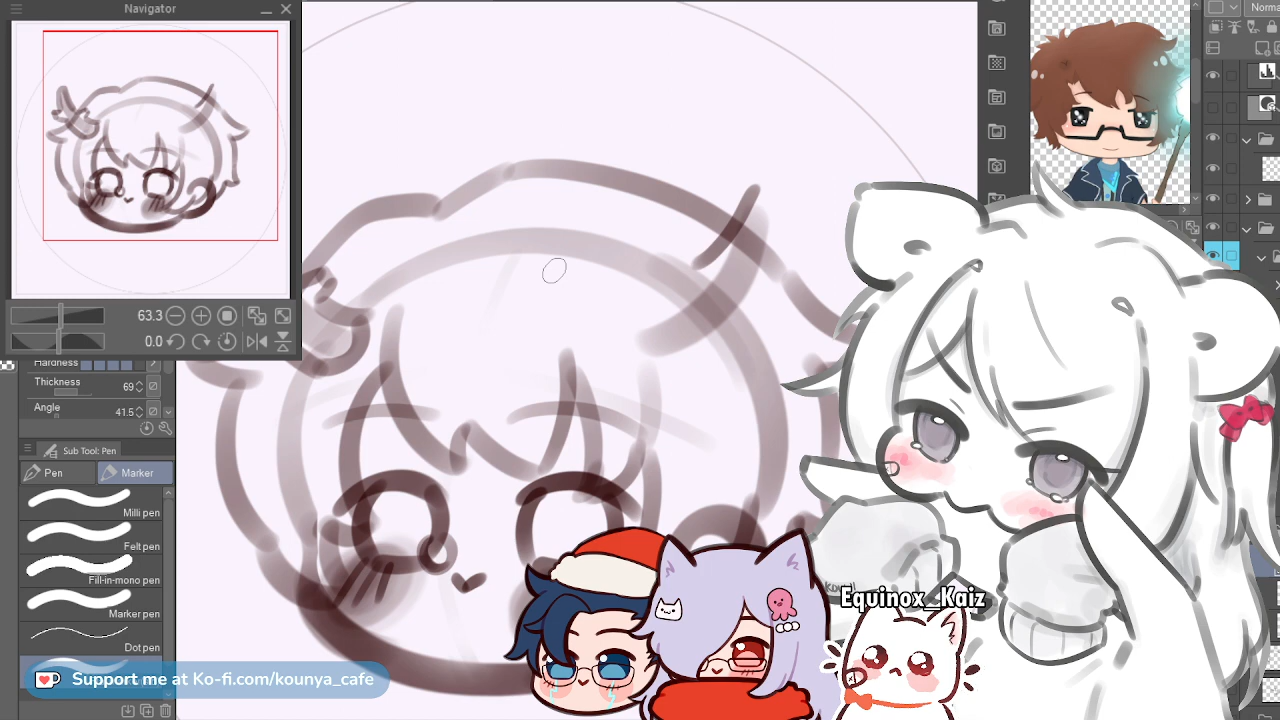 Navigator
Norma
63.3
0.0
Hardness
Thickness
69
Angle
41.5
Sub Tool: Pen
Pen
Marker
Milli pen
Felt pen
Fill-in-mono pen
Marker pen
Dot pen
Equinox_Kaiz
Support me at Ko-fi.com/kounya_cafe